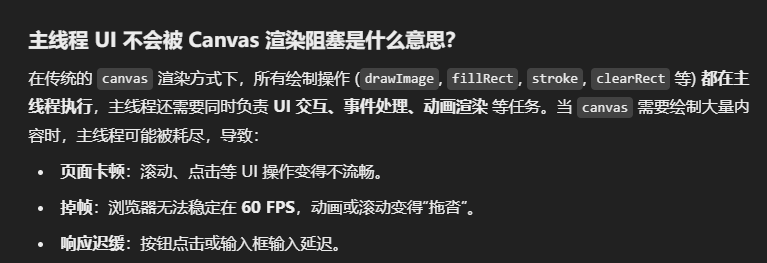 主线程 UI 不会被 Canvas 渲染阻塞是什么意思?
在传统的 canvas 渲染方式下，所有绘制操作 (drawImage, fillRect, stroke, clearRect 等) 都在主
线程执行，主线程还需要同时负责 UI 交互、事件处理、动画渲染 等任务。当 canvas 需要绘制大量内
容时，主线程可能被耗尽，导致：
• 页面卡顿：滚动、点击等 UI 操作变得不流畅。
• 掉帧：浏览器无法稳定在 60 FPS，动画或滚动变得“拖沓”。
• 响应迟缓：按钮点击或输入框输入延迟。